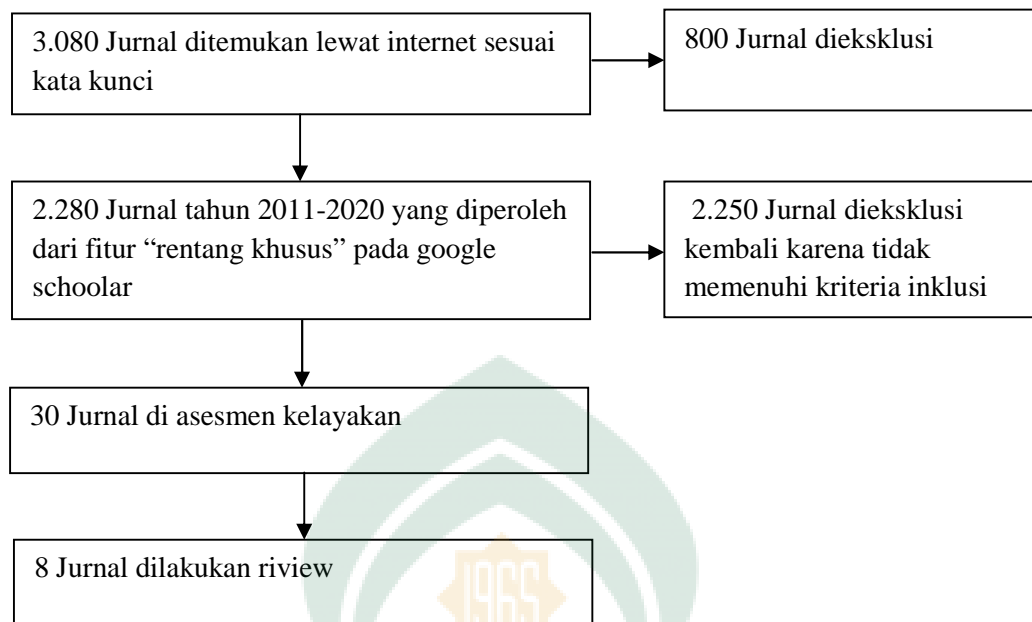 3.080 Jurnal ditemukan lewat internet sesuai
kata kunci
800 Jurnal dieksklusi
2.280 Jurnal tahun 2011-2020 yang diperoleh
dari fitur “rentang khusus” pada google
schoolar
2.250 Jurnal dieksklusi
kembali karena tidak
memenuhi kriteria inklusi
30 Jurnal di asesmen kelayakan
8 Jurnal dilakukan riview
1965